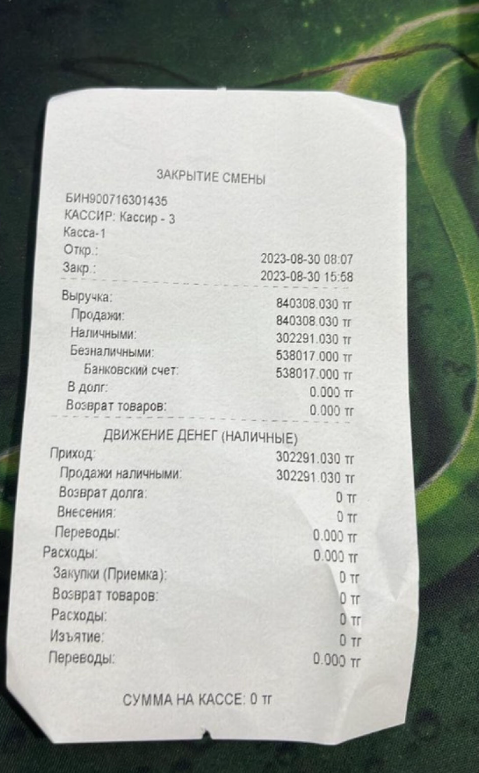 ЗАКРЫТИЕ СМЕНЫ
БИН900716301435
КАССИР: Кассир - 3
Касса-1
Откр.: 2023-08-30 08:07
Закр.: 2023-08-30 15:58
Выручка: 840308.030 тг
Продажи: 840308.030 тг
Наличными: 302291.030 тг
Безналичными: 538017.000 тг
Банковский счет: 538017.000 тг
В долг: 0.000 тг
Возврат товаров: 0.000 тг
ДВИЖЕНИЕ ДЕНЕГ (НАЛИЧНЫЕ)
Приход: 302291.030 тг
Продажи наличными: 302291.030 тг
Возврат долга: 0 тг
Внесения: 0 тг
Переводы: 0.000 тг
Расходы: 0.000 тг
Закупки (Приемка): 0 тг
Возврат товаров: 0 тг
Расходы: 0 тг
Изъятие: 0 тг
Переводы: 0.000 тг
СУММА НА КАССЕ: 0 тг